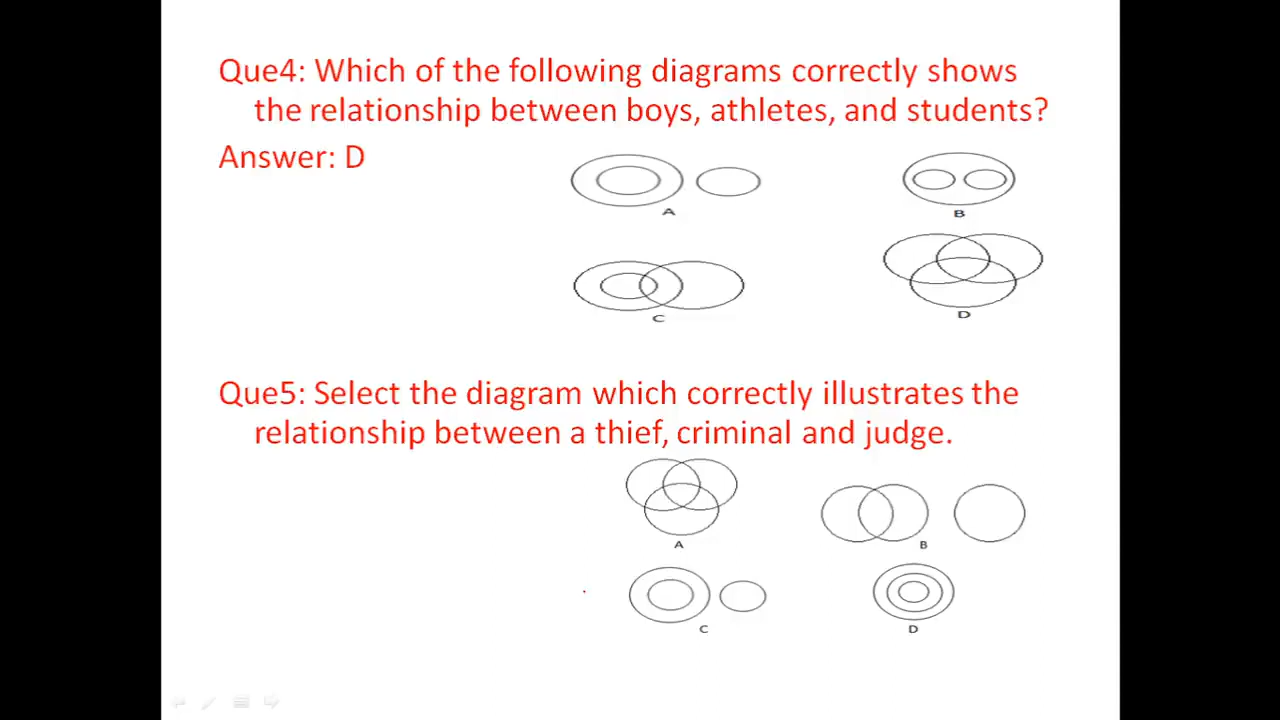 Que4: Which of the following diagrams correctly shows
the relationship between boys, athletes, and students?
Answer: D
A
B
C
D
Que5: Select the diagram which correctly illustrates the
relationship between a thief, criminal and judge.
A
B
C
D